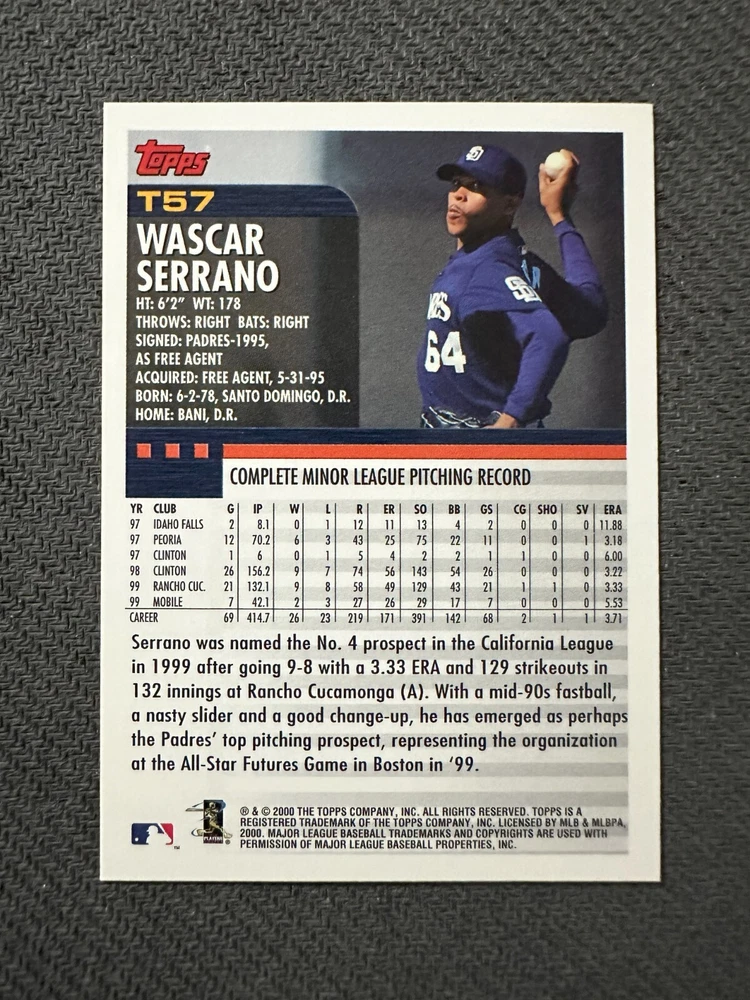 Topps
T57
WASCAR
SERRANO
HT: 6'2" WT: 178
THROWS: RIGHT BATS: RIGHT
SIGNED: PADRES-1995,
AS FREE AGENT
ACQUIRED: FREE AGENT, 5-31-95
BORN: 6-2-78, SANTO DOMINGO, D.R.
HOME: BANI, D.R.
SD
SD
RES
64
COMPLETE MINOR LEAGUE PITCHING RECORD
YR CLUB G IP W L R ER SO BB GS CG SHO SV ERA
97 IDAHO FALLS 2 8.1 0 1 12 11 13 4 2 0 0 0 11.88
97 PEORIA 12 70.2 6 3 43 25 75 22 11 0 0 1 3.18
97 CLINTON 1 6 0 1 5 4 2 2 1 1 0 0 6.00
98 CLINTON 26 156.2 9 7 74 56 143 54 26 0 0 0 3.22
99 RANCHO CUC. 21 132.1 9 8 58 49 129 43 21 1 1 0 3.33
99 MOBILE 7 42.1 2 3 27 26 29 17 7 0 0 0 5.53
CAREER 69 414.7 26 23 219 171 391 142 68 2 1 1 3.71
Serrano was named the No. 4 prospect in the California League
in 1999 after going 9-8 with a 3.33 ERA and 129 strikeouts in
132 innings at Rancho Cucamonga (A). With a mid-90s fastball,
a nasty slider and a good change-up, he has emerged as perhaps
the Padres' top pitching prospect, representing the organization
at the All-Star Futures Game in Boston in '99.
® & © 2000 THE TOPPS COMPANY, INC. ALL RIGHTS RESERVED. TOPPS IS A
REGISTERED TRADEMARK OF THE TOPPS COMPANY, INC. LICENSED BY MLB & MLBPA,
2000. MAJOR LEAGUE BASEBALL TRADEMARKS AND COPYRIGHTS ARE USED WITH
PERMISSION OF MAJOR LEAGUE BASEBALL PROPERTIES, INC.
PLAYERS
TM